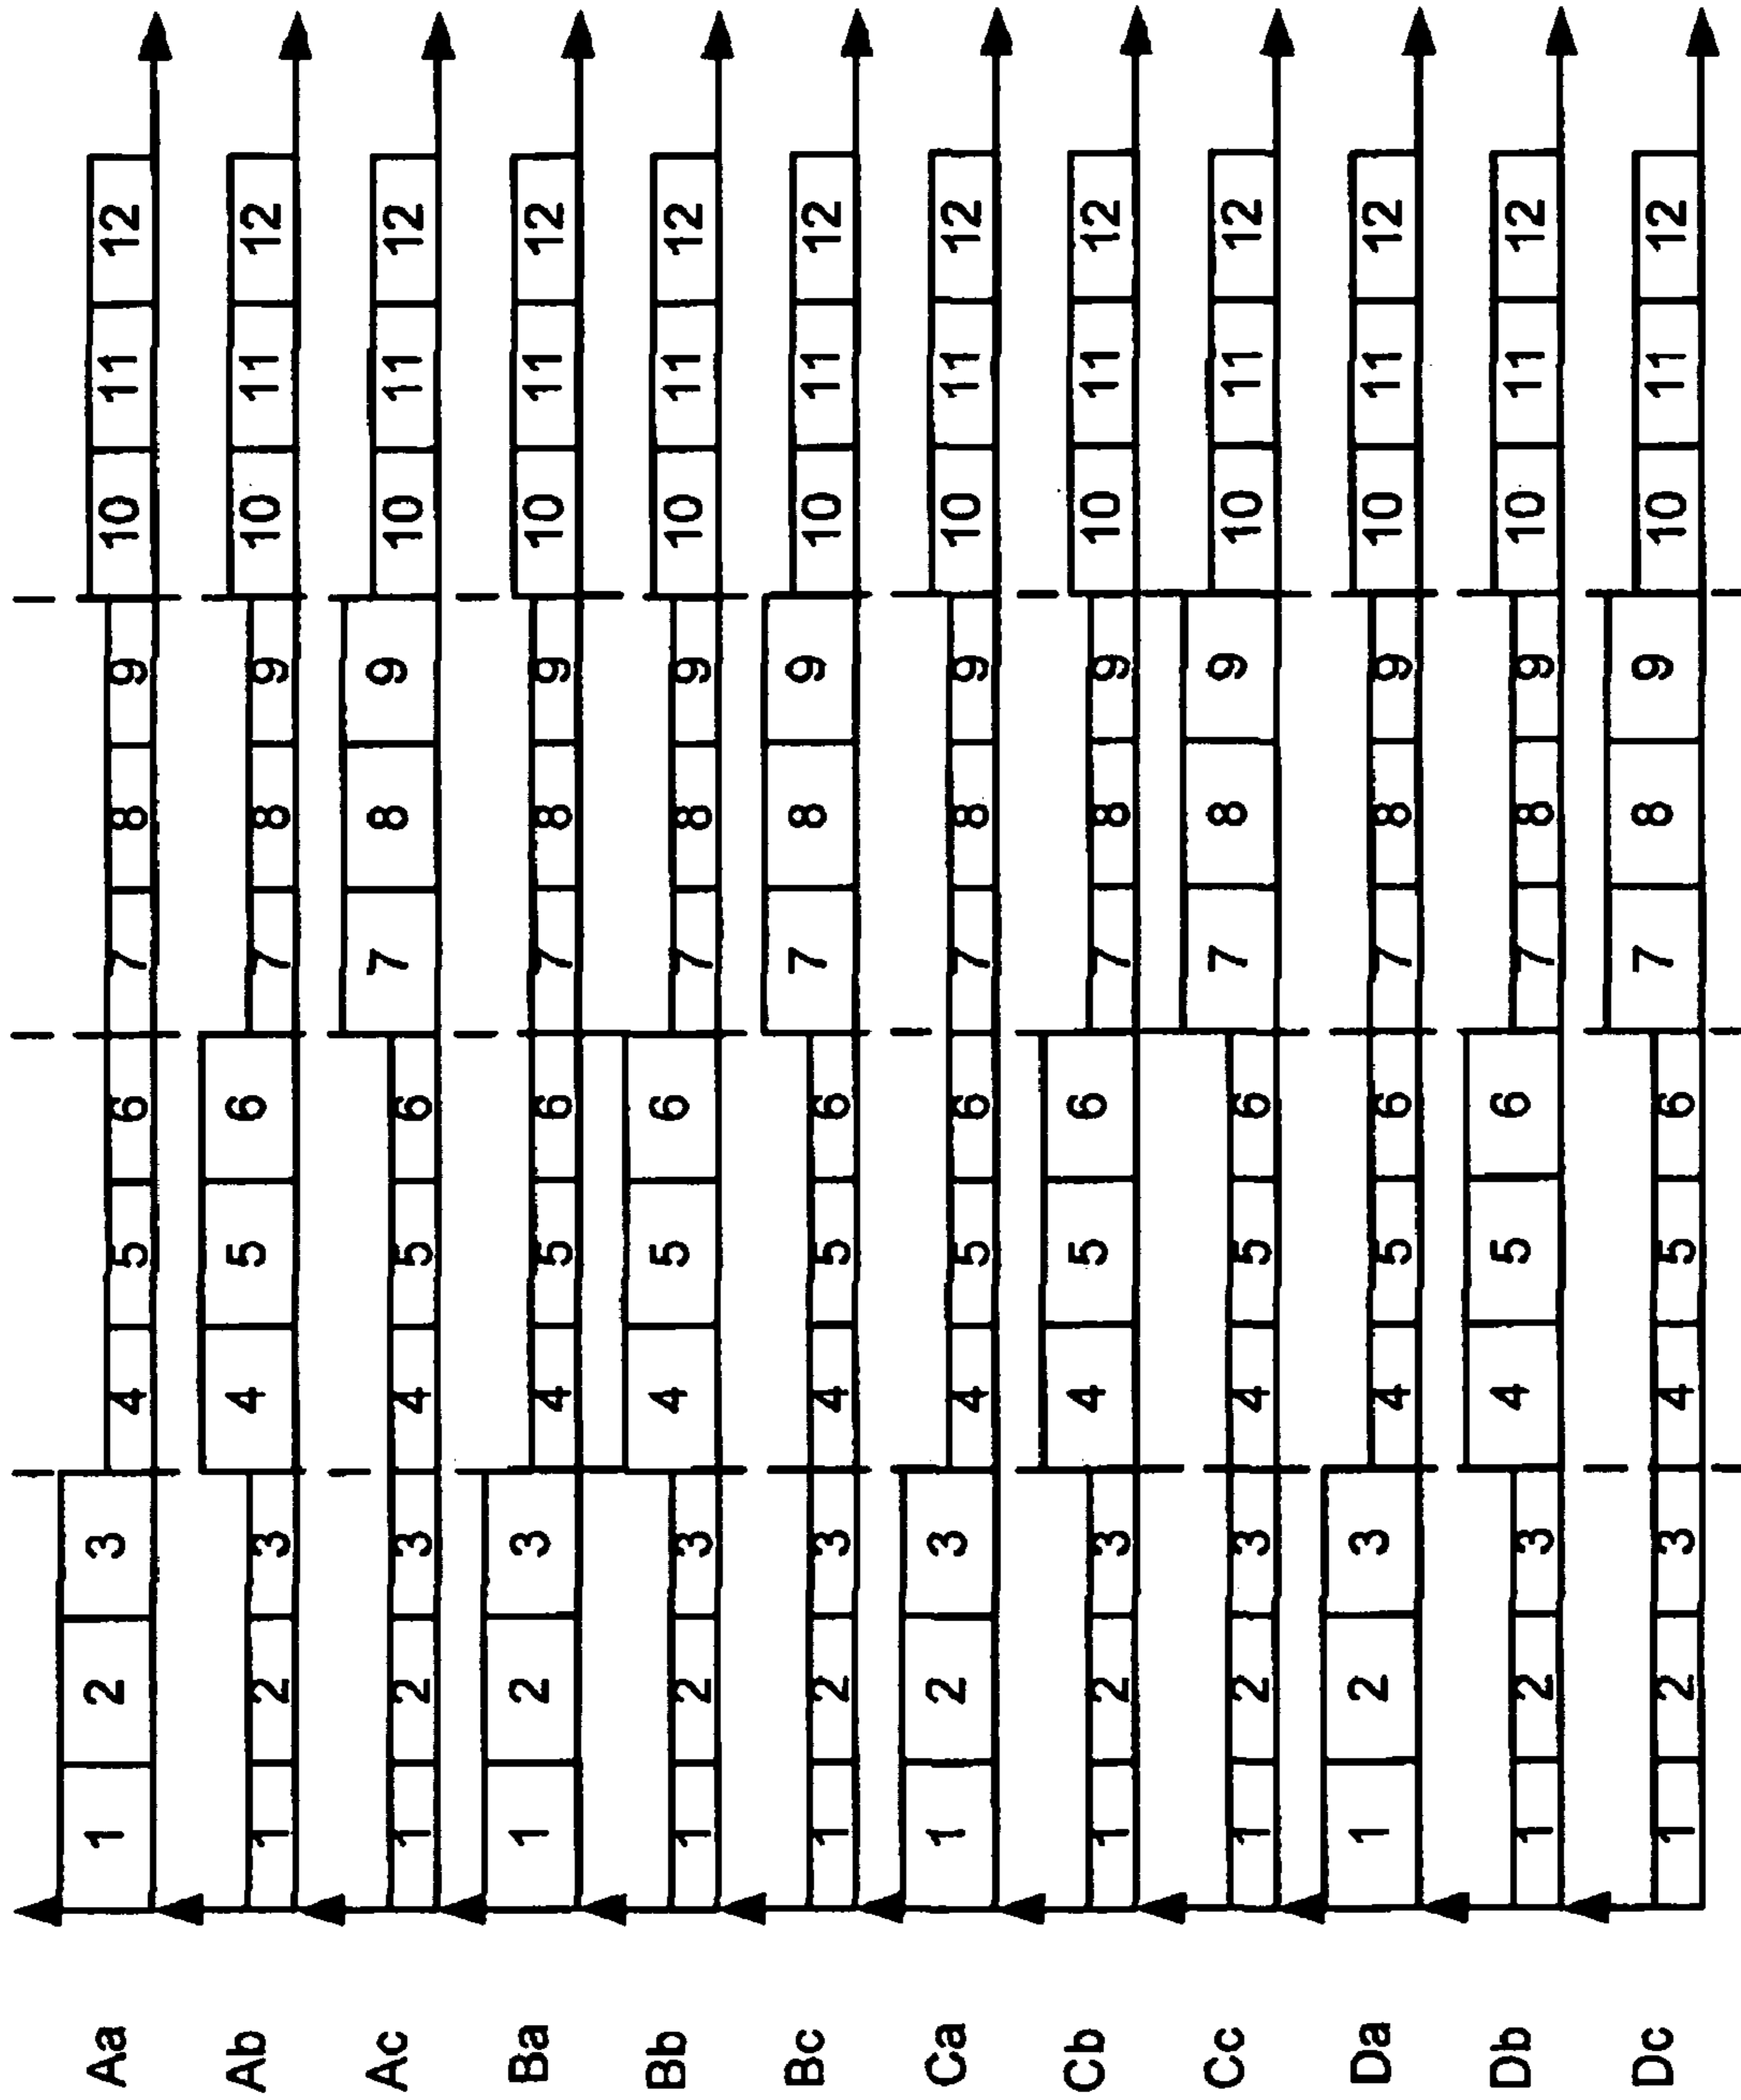 Aa 1 2 3 4 5 6 7 8 9 10 11 12
Ab 1 2 3 4 5 6 7 8 9 10 11 12
Ac 1 2 3 4 5 6 7 8 9 10 11 12
Ba 1 2 3 4 5 6 7 8 9 10 11 12
Bb 1 2 3 4 5 6 7 8 9 10 11 12
Bc 1 2 3 4 5 6 7 8 9 10 11 12
Ca 1 2 3 4 5 6 7 8 9 10 11 12
Cb 1 2 3 4 5 6 7 8 9 10 11 12
Cc 1 2 3 4 5 6 7 8 9 10 11 12
Da 1 2 3 4 5 6 7 8 9 10 11 12
Db 1 2 3 4 5 6 7 8 9 10 11 12
Dc 1 2 3 4 5 6 7 8 9 10 11 12